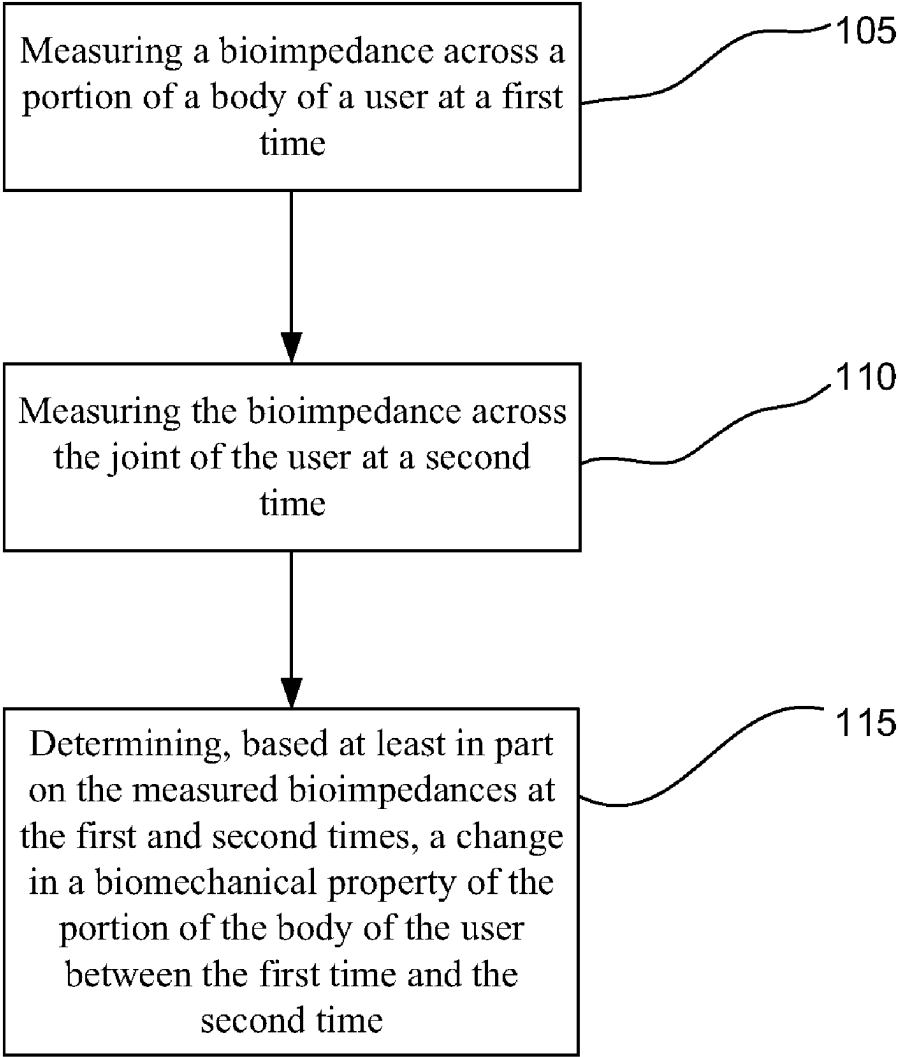 Measuring a bioimpedance across a
portion of a body of a user at a first
time
105
Measuring the bioimpedance across
the joint of the user at a second
time
110
Determining, based at least in part
on the measured bioimpedances at
the first and second times, a change
in a biomechanical property of the
portion of the body of the user
between the first time and the
second time
115